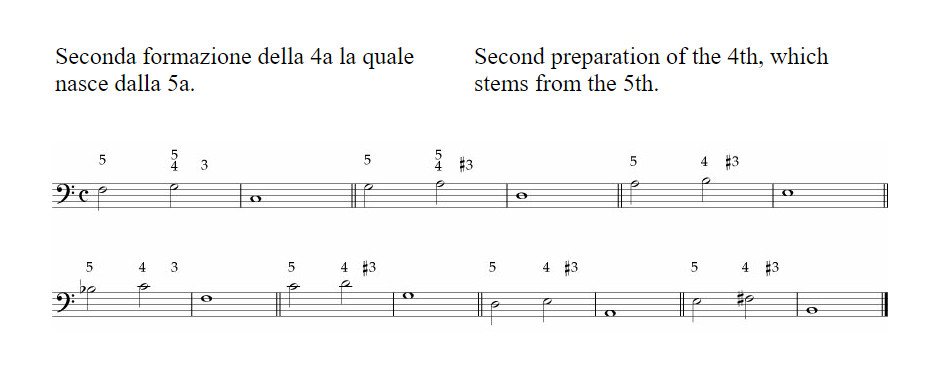 Seconda formazione della 4a la quale
nasce dalla 5a.
Second preparation of the 4th, which
stems from the 5th.
5 5 4 3 5 5 4 #3 5 4 #3
5 4 3 5 4 #3 5 4 #3 5 4 #3